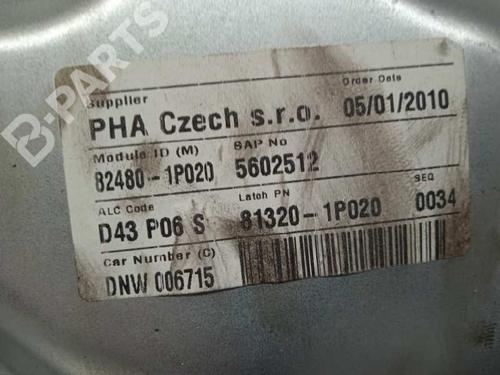 B-PARTS
Supplier
Order Date
PHA Czech s.r.o. 05/01/2010
Module ID (M) SAP No
82480-1P020 5602512
ALC Code Latch PN SEQ
D43 P06 S 81320-1P020 0034
Car Number (C)
DNW 006715